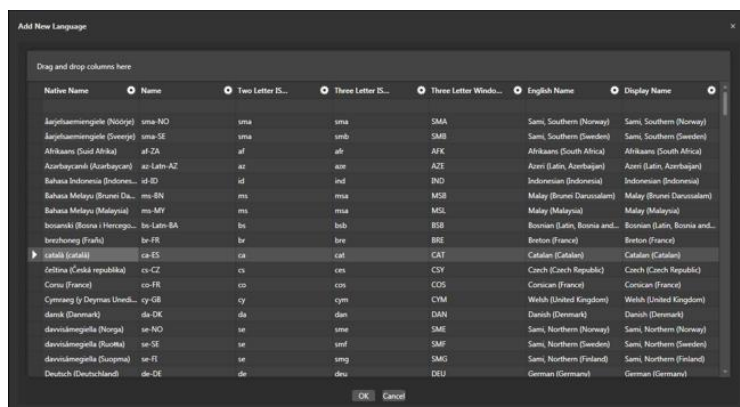 Add New Language
Drag and drop columns here
Native Name Name Two Letter IS... Three Letter IS... Three Letter Windo... English Name Display Name
åarjelsaemiengiele (Nöörje) sma-NO sma sma SMA Sami, Southern (Norway) Sami, Southern (Norway)
åarjelsaemiengiele (Sveerje) sma-SE sma smb SMB Sami, Southern (Sweden) Sami, Southern (Sweden)
Afrikaans (Suid Afrika) af-ZA af afr AFK Afrikaans (South Africa) Afrikaans (South Africa)
Azərbaycanılı (Azərbaycan) az-Latn-AZ az aze AZE Azeri (Latin, Azerbaijan) Azeri (Latin, Azerbaijan)
Bahasa Indonesia (Indones... id-ID id ind IND Indonesian (Indonesia) Indonesian (Indonesia)
Bahasa Melayu (Brunei Da... ms-BN ms msa MSB Malay (Brunei Darussalam) Malay (Brunei Darussalam)
Bahasa Melayu (Malaysia) ms-MY ms msa MSL Malay (Malaysia) Malay (Malaysia)
bosanski (Bosna i Hercego... bs-Latn-BA bs bsb BSB Bosnian (Latin, Bosnia and... Bosnian (Latin, Bosnia and...
brezhoneg (Frañs) br-FR br bre BRE Breton (France) Breton (France)
català (català) ca-ES ca cat CAT Catalan (Catalan) Catalan (Catalan)
čeština (Česká republika) cs-CZ cs ces CSY Czech (Czech Republic) Czech (Czech Republic)
Corsu (France) co-FR co cos COS Corsican (France) Corsican (France)
Cymraeg (y Deyrnas Unedi... cy-GB cy cym CYM Welsh (United Kingdom) Welsh (United Kingdom)
dansk (Danmark) da-DK da dan DAN Danish (Denmark) Danish (Denmark)
davvisámegiella (Norga) se-NO se sme SME Sami, Northern (Norway) Sami, Northern (Norway)
davvisámegiella (Ruoŧŧa) se-SE se smf SMF Sami, Northern (Sweden) Sami, Northern (Sweden)
davvisámegiella (Suopma) se-FI se smg SMG Sami, Northern (Finland) Sami, Northern (Finland)
Deutsch (Deutschland) de-DE de deu DEU German (Germany) German (Germany)
OK Cancel